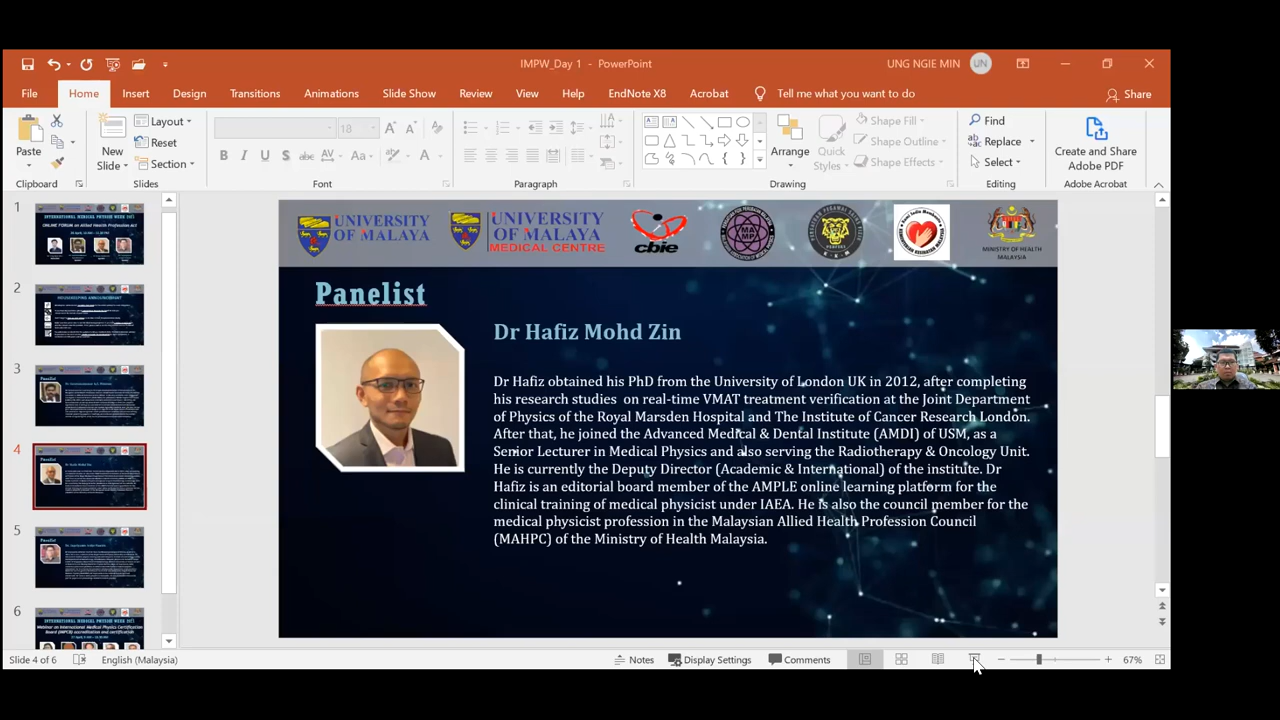 IMPW_Day 1 - PowerPoint
UNG NGIE MIN
UN
File
Home
Insert
Design
Transitions
Animations
Slide Show
Review
View
Help
EndNote X8
Acrobat
Tell me what you want to do
Share
Paste
New
Slide
Layout
Reset
Section
18
B
I
U
S
abc
AV
Aa
A
Arrange
Quick
Styles
Shape Fill
Shape Outline
Shape Effects
Find
Replace
Select
Create and Share
Adobe PDF
Clipboard
Slides
Font
Paragraph
Drawing
Editing
Adobe Acrobat
1
2
3
4
5
6
UNIVERSITY
OF MALAYA
UNIVERSITY
OF MALAYA
MEDICAL CENTRE
cbie
MINISTRY OF HEALTH
MALAYSIA
Panelist
Dr Hafiz Mohd Zin
Dr Hafiz obtained his PhD from the University of London UK in 2012, after completing
his research studies on real-time VMAT treatment verification at the Joint Department
of Physics of the Royal Marsden Hospital and The Institute of Cancer Research London.
After that, he joined the Advanced Medical & Dental Institute (AMDI) of USM, as a
Senior Lecturer in Medical Physics and also serving the Radiotherapy & Oncology Unit.
He is currently the Deputy Director (Academic & International) of the institute. Dr
Hafiz is an editorial board member of the AMPLE online learning platform for the
clinical training of medical physicist under IAEA. He is also the council member for the
medical physicist profession in the Malaysian Allied Health Profession Council
(MAHPC) of the Ministry of Health Malaysia.
Slide 4 of 6
English (Malaysia)
Notes
Display Settings
Comments
67%